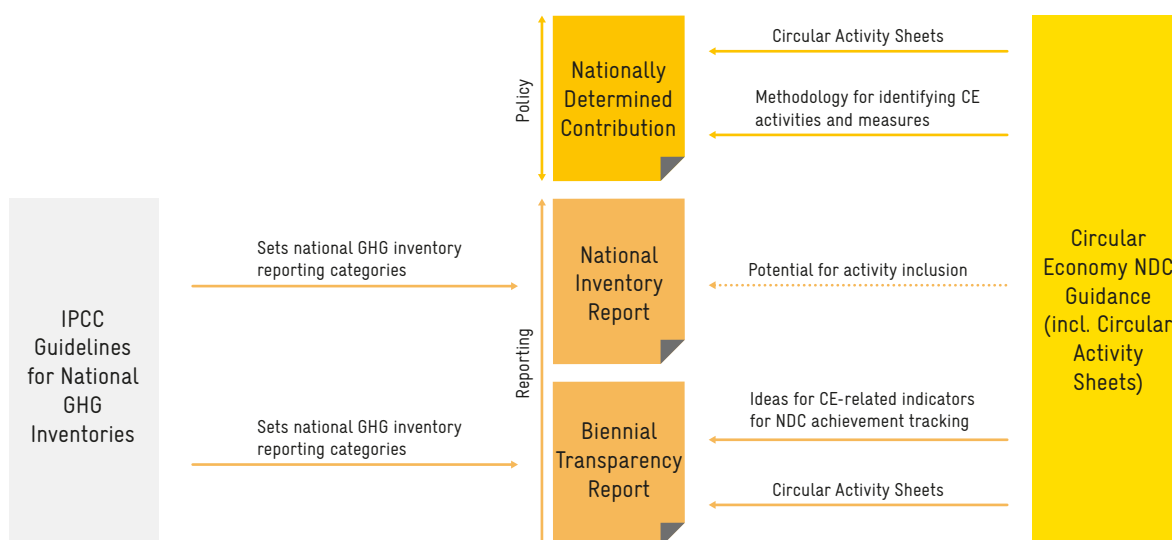 Policy
Nationally
Determined
Contribution
Circular Activity Sheets
Methodology for identifying CE
activities and measures
IPCC
Guidelines
for National
GHG
Inventories
Sets national GHG inventory
reporting categories
Reporting
National
Inventory
Report
Potential for activity inclusion
Circular
Economy NDC
Guidance
(incl. Circular
Activity
Sheets)
Sets national GHG inventory
reporting categories
Biennial
Transparency
Report
Ideas for CE-related indicators
for NDC achievement tracking
Circular Activity Sheets